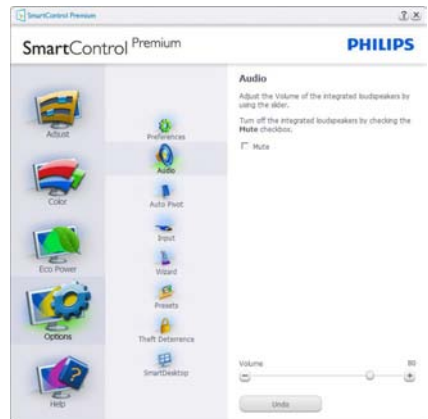 SmartControl Premium
SmartControl Premium
PHILIPS
Adjust
Color
Eco Power
Options
Help
Preferences
Audio
Auto Pivot
Input
Wizard
Presets
Theft Deterrence
SmartDesktop
Audio
Adjust the Volume of the integrated loudspeakers by
using the slider.
Turn off the integrated loudspeakers by checking the
Mute checkbox.
Mute
Volume 80
Undo